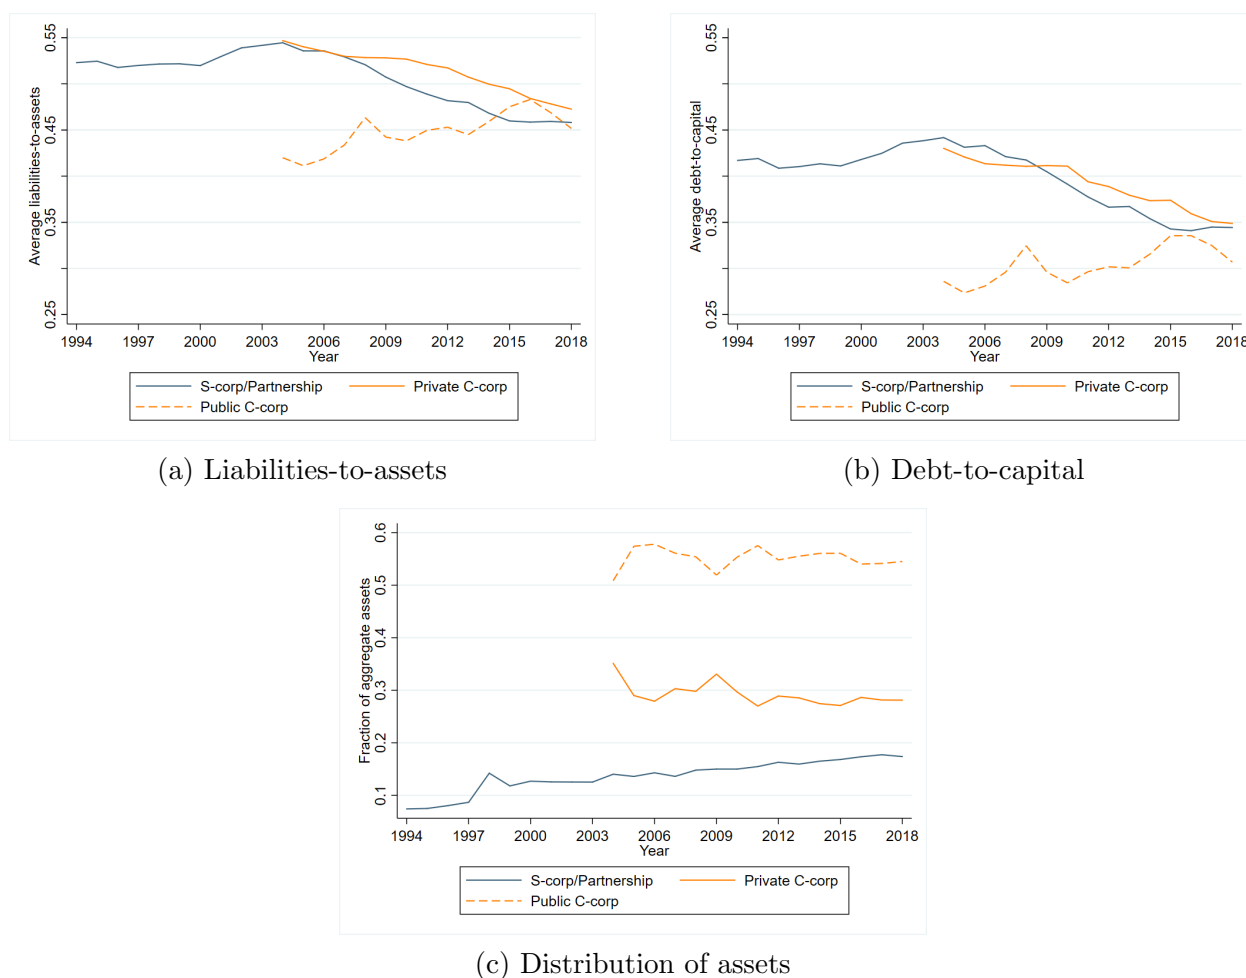 Average liabilities-to-assets
0.55
0.45
0.35
0.25
1994 1997 2000 2003 2006 2009 2012 2015 2018
Year
S-corp/Partnership Private C-corp
Public C-corp
(a) Liabilities-to-assets
Average debt-to-capital
0.55
0.45
0.35
0.25
1994 1997 2000 2003 2006 2009 2012 2015 2018
Year
S-corp/Partnership Private C-corp
Public C-corp
(b) Debt-to-capital
Fraction of aggregate assets
0.6
0.5
0.4
0.3
0.2
0.1
1994 1997 2000 2003 2006 2009 2012 2015 2018
Year
S-corp/Partnership Private C-corp
Public C-corp
(c) Distribution of assets